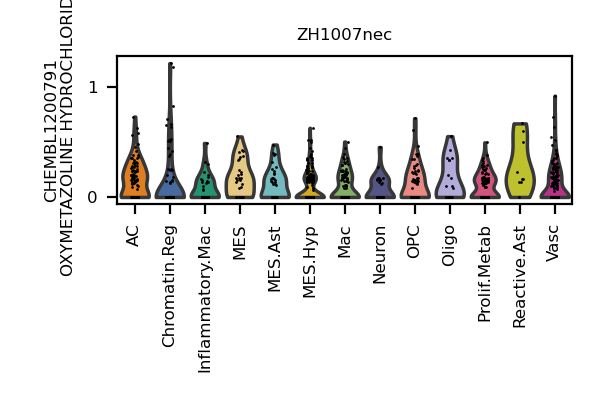 ZH1007nec
CHEMBL1200791
OXYMETAZOLINE HYDROCHLORID
1
0
AC
Chromatin.Reg
Inflammatory.Mac
MES
MES.Ast
MES.Hyp
Mac
Neuron
OPC
Oligo
Prolif.Metab
Reactive.Ast
Vasc